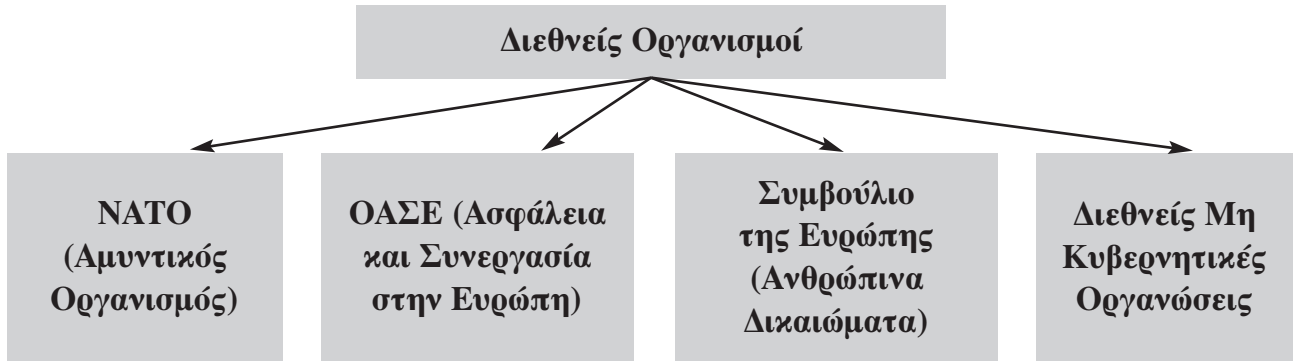 Διεθνείς Οργανισμοί
ΝΑΤΟ
(Αμυντικός
Οργανισμός)
ΟΑΣΕ (Ασφάλεια
και Συνεργασία
στην Ευρώπη)
Συμβούλιο
της Ευρώπης
(Ανθρώπινα
Δικαιώματα)
Διεθνείς Μη
Κυβερνητικές
Οργανώσεις